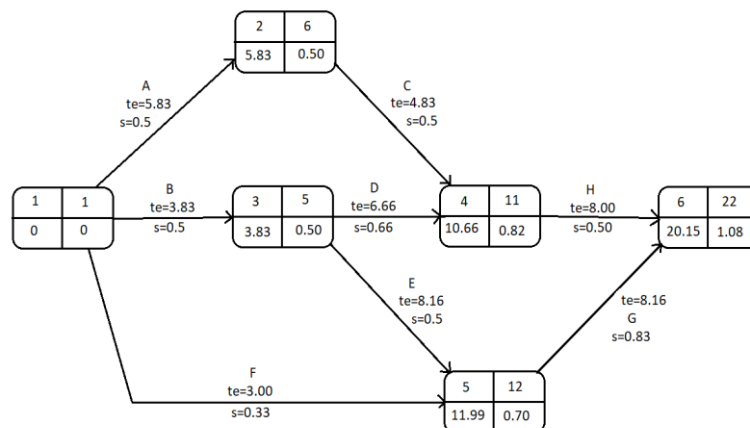 2 6
5.83 0.50
A
te=5.83
s=0.5
C
te=4.83
s=0.5
1 1
0 0
B
te=3.83
s=0.5
3 5
3.83 0.50
D
te=6.66
s=0.66
4 11
10.66 0.82
H
te=8.00
s=0.50
6 22
20.15 1.08
E
te=8.16
s=0.5
te=8.16
G
s=0.83
F
te=3.00
s=0.33
5 12
11.99 0.70